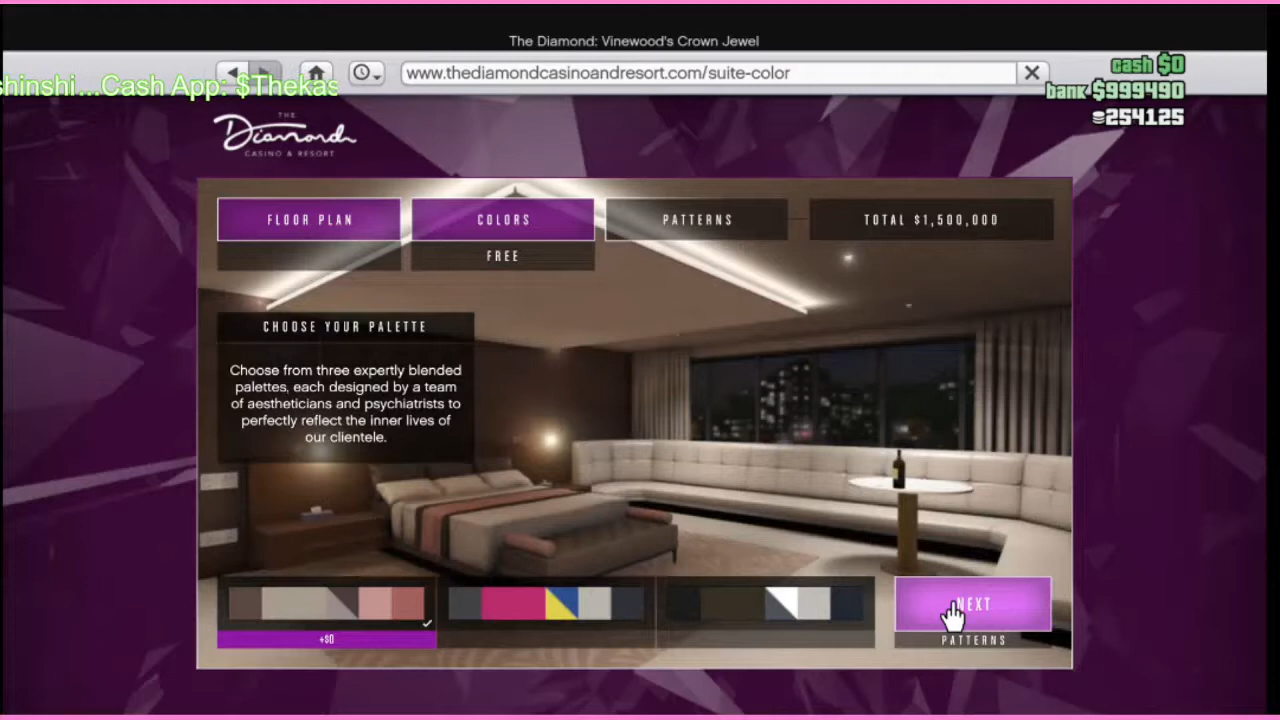 The Diamond: Vinewood's Crown Jewel
www.thediamondcasinoandresort.com/suite-color
cash $0
bank $999490
254125
shinshi...Cash App: $Thekas
THE
Diamond
CASINO & RESORT
FLOOR PLAN
COLORS
PATTERNS
TOTAL $1,500,000
FREE
CHOOSE YOUR PALETTE
Choose from three expertly blended
palettes, each designed by a team
of aestheticians and psychiatrists to
perfectly reflect the inner lives of
our clientele.
+$0
NEXT
PATTERNS